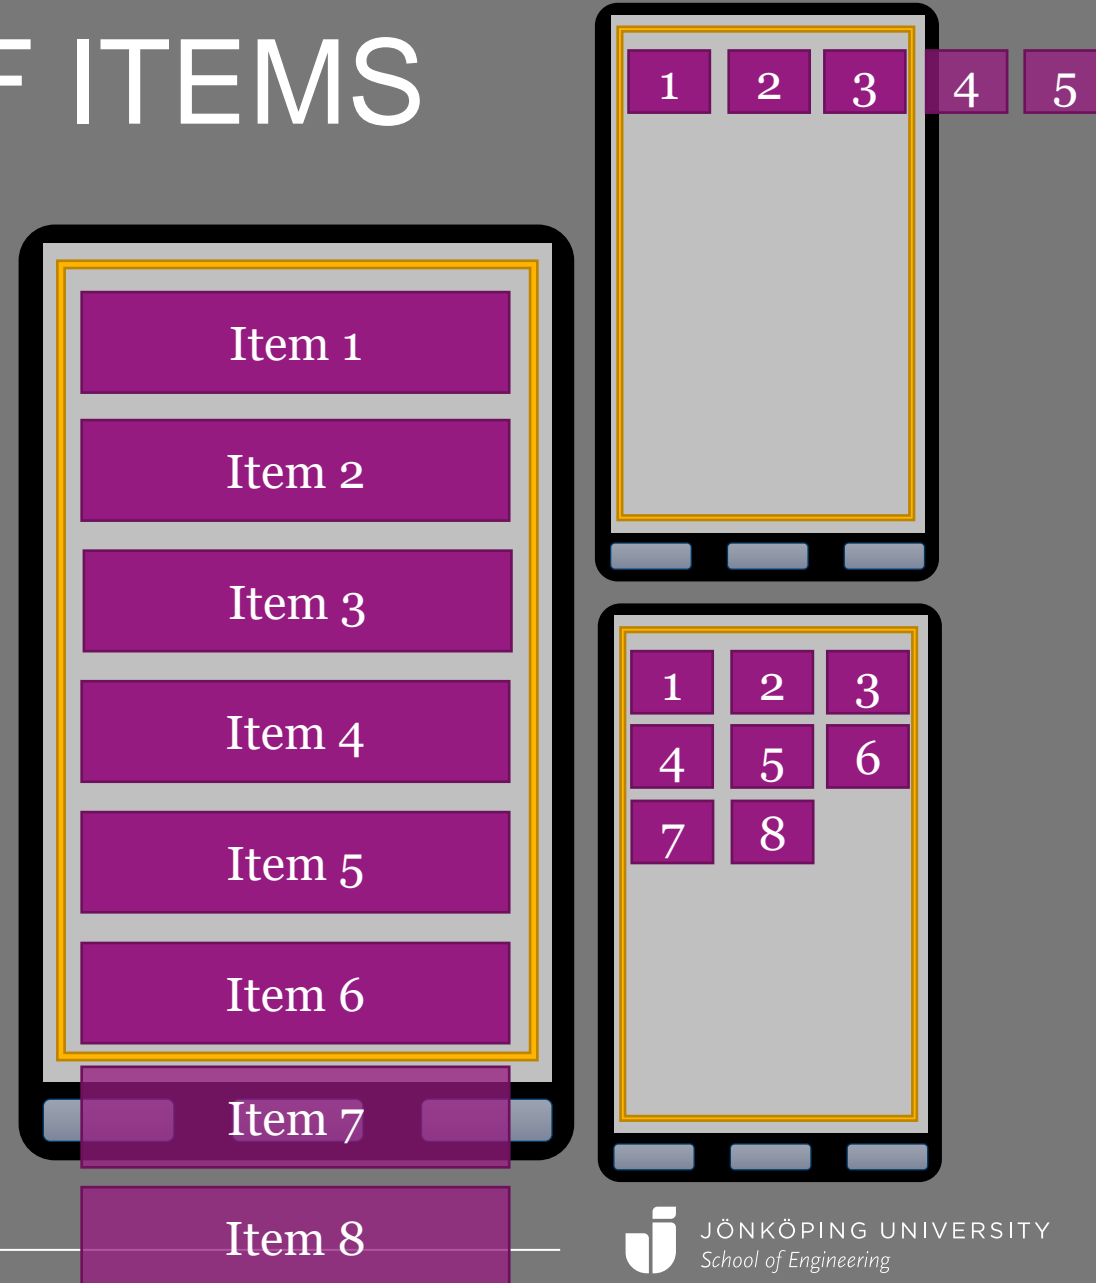 F ITEMS
1 2 3 4 5
Item 1
Item 2
Item 3
Item 4
Item 5
Item 6
Item 7
Item 8
1 2 3
4 5 6
7 8
JÖNKÖPING UNIVERSITY
School of Engineering